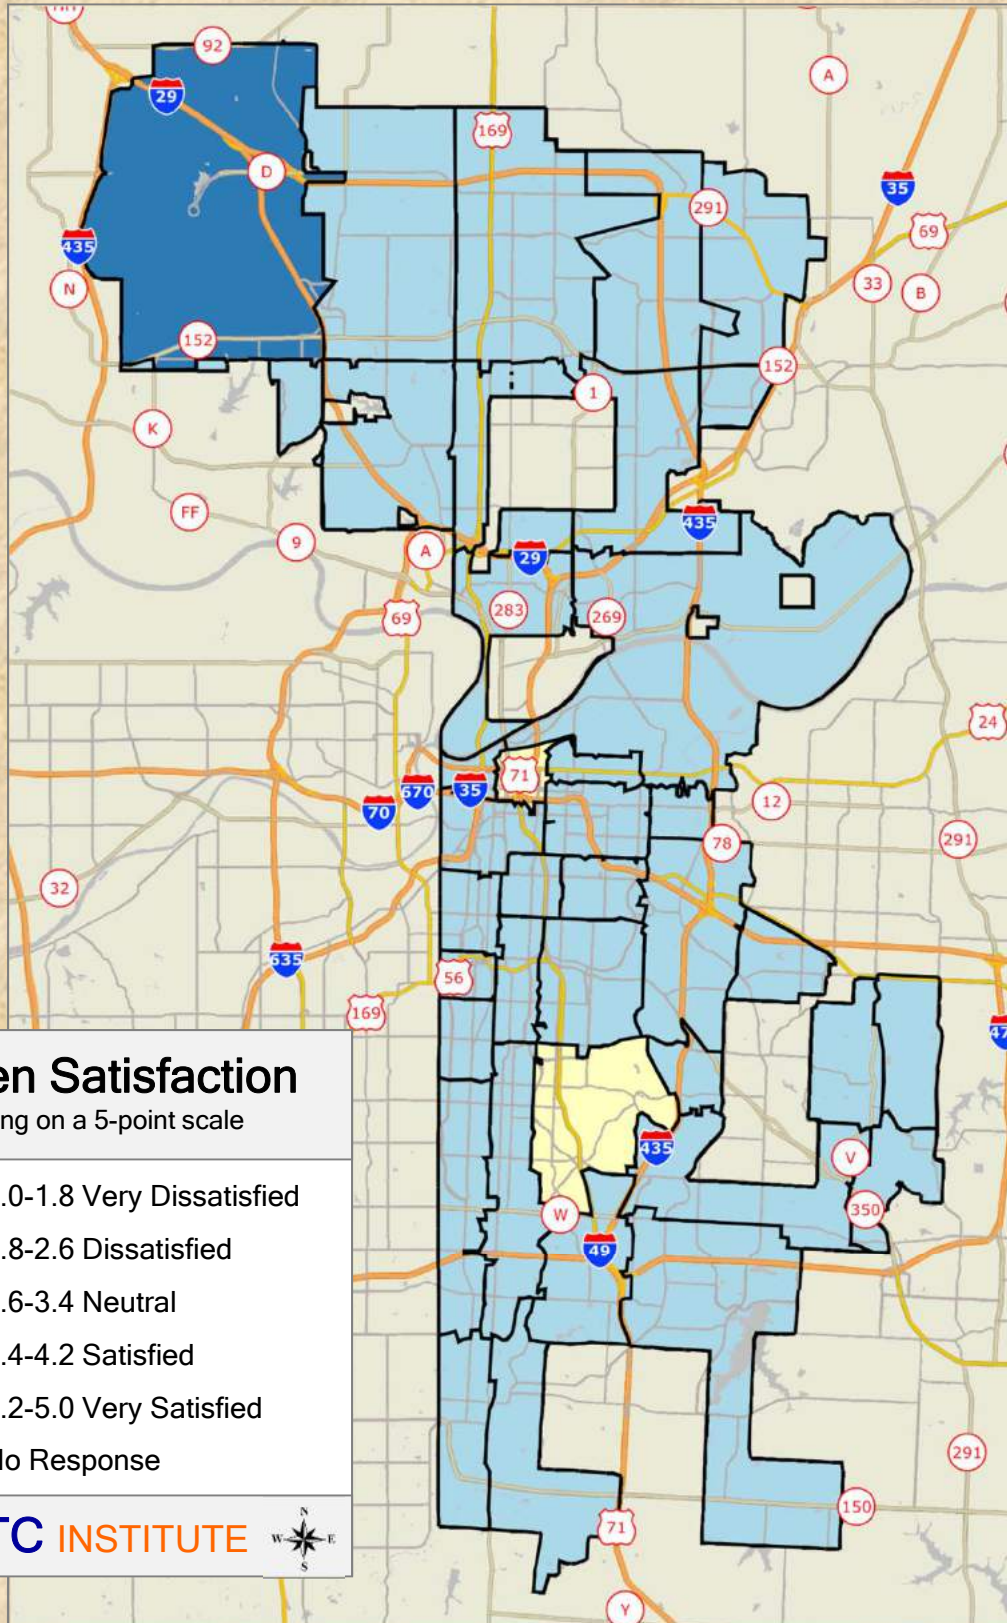 92
29
169
A
D
35
291
69
435
N
33
B
152
152
1
K
FF
435
9
A
29
283
269
69
24
71
670
35
70
12
78
291
32
635
56
169
47
en Satisfaction
ng on a 5-point scale
435
V
.0-1.8 Very Dissatisfied
350
W
.8-2.6 Dissatisfied
49
.6-3.4 Neutral
.4-4.2 Satisfied
.2-5.0 Very Satisfied
lo Response
291
150
TC INSTITUTE
N
W E
S
71
Y